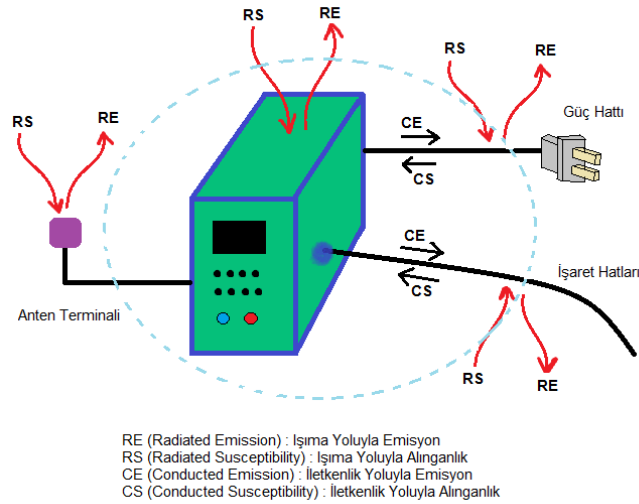 RS
RE
RS
RE
Güç Hattı
RS
RE
CE
CS
CE
İşaret Hatları
CS
Anten Terminali
RS
RE
RE (Radiated Emission) : Işıma Yoluyla Emisyon
RS (Radiated Susceptibility) : Işıma Yoluyla Alınganlık
CE (Conducted Emission) : İletkenlik Yoluyla Emisyon
CS (Conducted Susceptibility) : İletkenlik Yoluyla Alınganlık